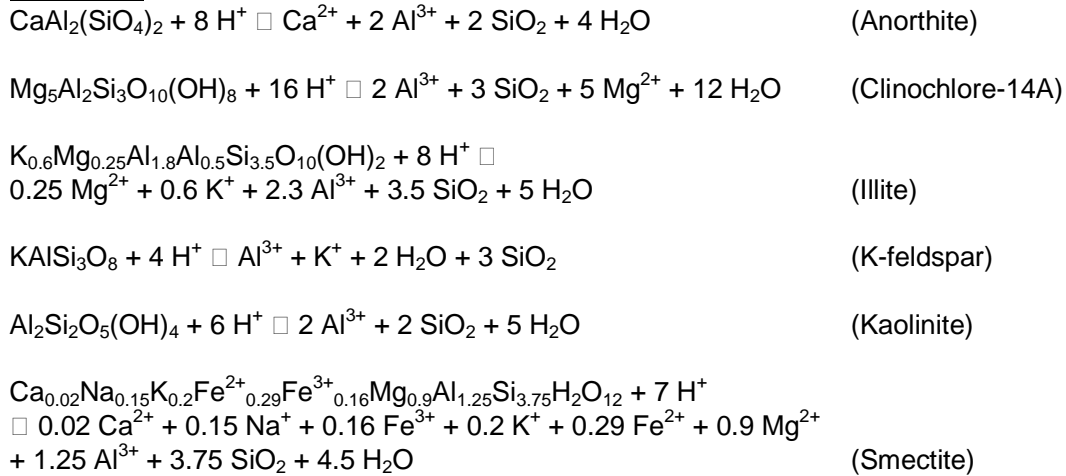 CaAl₂(SiO₄)₂ + 8 H⁺ □ Ca²⁺ + 2 Al³⁺ + 2 SiO₂ + 4 H₂O (Anorthite)
Mg₅Al₂Si₃O₁₀(OH)₈ + 16 H⁺ □ 2 Al³⁺ + 3 SiO₂ + 5 Mg²⁺ + 12 H₂O (Clinochlore-14A)
K₀.₆Mg₀.₂₅Al₁.₈Al₀.₅Si₃.₅O₁₀(OH)₂ + 8 H⁺ □
0.25 Mg²⁺ + 0.6 K⁺ + 2.3 Al³⁺ + 3.5 SiO₂ + 5 H₂O (Illite)
KAlSi₃O₈ + 4 H⁺ □ Al³⁺ + K⁺ + 2 H₂O + 3 SiO₂ (K-feldspar)
Al₂Si₂O₅(OH)₄ + 6 H⁺ □ 2 Al³⁺ + 2 SiO₂ + 5 H₂O (Kaolinite)
Ca₀.₀₂Na₀.₁₅K₀.₂Fe²⁺₀.₂₉Fe³⁺₀.₁₆Mg₀.₉Al₁.₂₅Si₃.₇₅H₂O₁₂ + 7 H⁺
□ 0.02 Ca²⁺ + 0.15 Na⁺ + 0.16 Fe³⁺ + 0.2 K⁺ + 0.29 Fe²⁺ + 0.9 Mg²⁺
+ 1.25 Al³⁺ + 3.75 SiO₂ + 4.5 H₂O (Smectite)